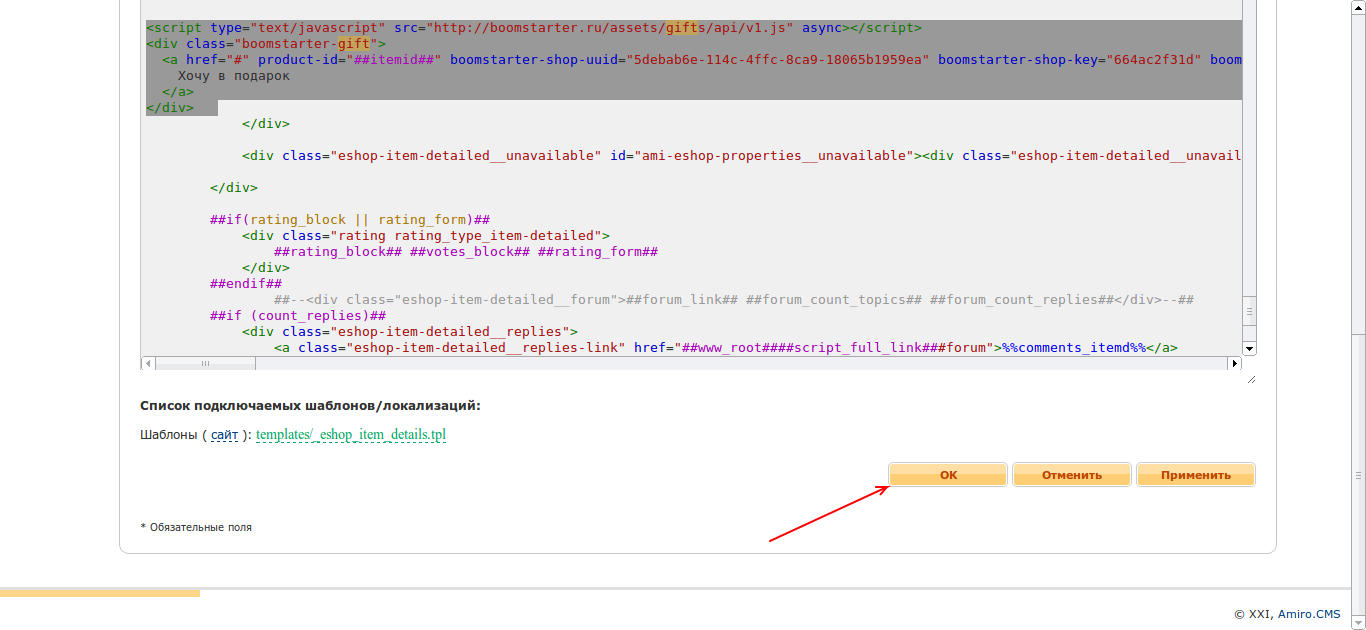 <script type="text/javascript" src="http://boomstarter.ru/assets/gifts/api/v1.js" async></script>
<div class="boomstarter-gift">
<a href="#" product-id="##itemid##" boomstarter-shop-uuid="5debab6e-114c-4ffc-8ca9-18065b1959ea" boomstarter-shop-key="664ac2f31d" boom
Хочу в подарок
</a>
</div>
</div>
<div class="eshop-item-detailed__unavailable" id="ami-eshop-properties__unavailable"><div class="eshop-item-detailed__unavail
</div>
##if(rating_block || rating_form)##
<div class="rating rating_type_item-detailed">
##rating_block## ##votes_block## ##rating_form##
</div>
##endif##
##--<div class="eshop-item-detailed__forum">##forum_link## ##forum_count_topics## ##forum_count_replies##</div>--##
##if (count_replies)##
<div class="eshop-item-detailed__replies">
<a class="eshop-item-detailed__replies-link" href="##www_root####script_full_link###forum">%%comments_itemd%%</a>
Список подключаемых шаблонов/локализаций:
Шаблоны ( сайт ): templates/_eshop_item_details.tpl
ОК Отменить Применить
* Обязательные поля
© XXI, Amiro.CMS